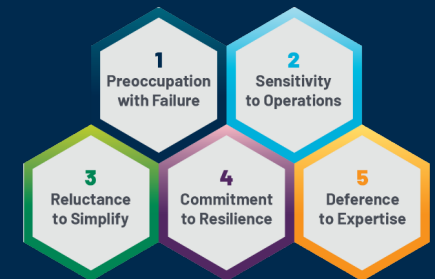 1
Preoccupation
with Failure
2
Sensitivity
to Operations
3
Reluctance
to Simplify
4
Commitment
to Resilience
5
Deference
to Expertise